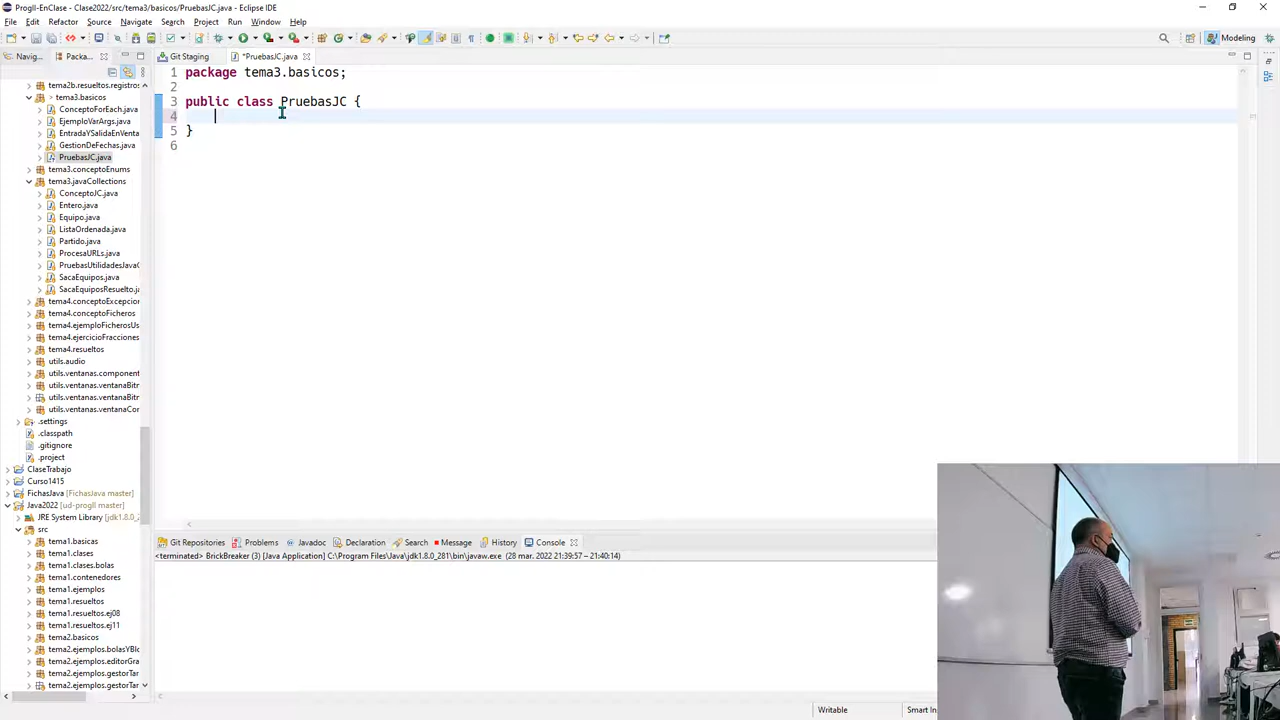 ProgII-EnClase - Clase2022/src/tema3/basicos/PruebasJC.java - Eclipse IDE
File Edit Refactor Source Navigate Search Project Run Window Help
Modeling
Navig... Packa...
Git Staging *PruebasJC.java
tema2b.resueltos.registros
> tema3.basicos
ConceptoForEach.java
EjemploVarArgs.java
EntradaYSalidaEnVenta
GestionDeFechas.java
PruebasJC.java
tema3.conceptoEnums
tema3.javaCollections
ConceptoJC.java
Entero.java
Equipo.java
ListaOrdenada.java
Partido.java
ProcesaURLs.java
PruebasUtilidadesJavaC
SacaEquipos.java
SacaEquiposResuelto.j
tema4.conceptoExcepcion
tema4.conceptoFicheros
tema4.ejemploFicherosUs
tema4.ejercicioFracciones
tema4.resueltos
utils.audio
utils.ventanas.component
utils.ventanas.ventanaBitr
utils.ventanas.ventanaBitr
utils.ventanas.ventanaCor
.settings
.classpath
.gitignore
.project
ClaseTrabajo
Curso1415
FichasJava [FichasJava master]
Java2022 [ud-progII master]
JRE System Library [jdk1.8.0_
src
tema1.basicas
tema1.clases
tema1.clases.bolas
tema1.contenedores
tema1.ejemplos
tema1.resueltos
tema1.resueltos.ej08
tema1.resueltos.ej11
tema2.basicos
tema2.ejemplos.bolasYBlo
tema2.ejemplos.editorGra
tema2.ejemplos.gestorTar
tema2.ejemplos.gestorTar
1 package tema3.basicos;
2
3 public class PruebasJC {
4
5 }
6
Git Repositories Problems Javadoc Declaration Search Message History Console
<terminated> BrickBreaker (3) [Java Application] C:\Program Files\Java\jdk1.8.0_281\bin\javaw.exe (28 mar. 2022 21:39:57 – 21:40:14)
Writable Smart In